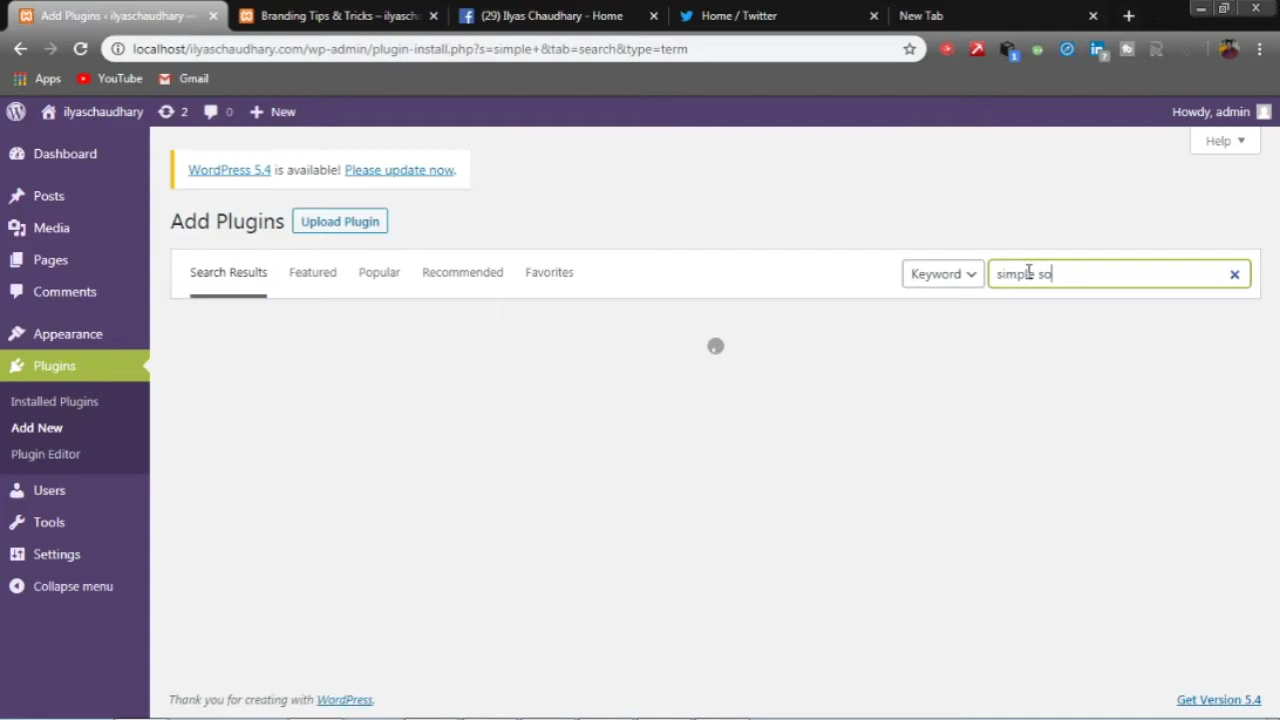 Add Plugins ‹ ilyaschaudhary —
Branding Tips & Tricks – ilyasch
(29) Ilyas Chaudhary - Home
Home / Twitter
New Tab
localhost/ilyaschaudhary.com/wp-admin/plugin-install.php?s=simple+&tab=search&type=term
Apps
YouTube
Gmail
ilyaschaudhary
2
0
New
Howdy, admin
Help
Dashboard
Posts
Media
Pages
Comments
Appearance
Plugins
Installed Plugins
Add New
Plugin Editor
Users
Tools
Settings
Collapse menu
WordPress 5.4 is available! Please update now.
Add Plugins
Upload Plugin
Search Results
Featured
Popular
Recommended
Favorites
Keyword
simple so
Thank you for creating with WordPress.
Get Version 5.4